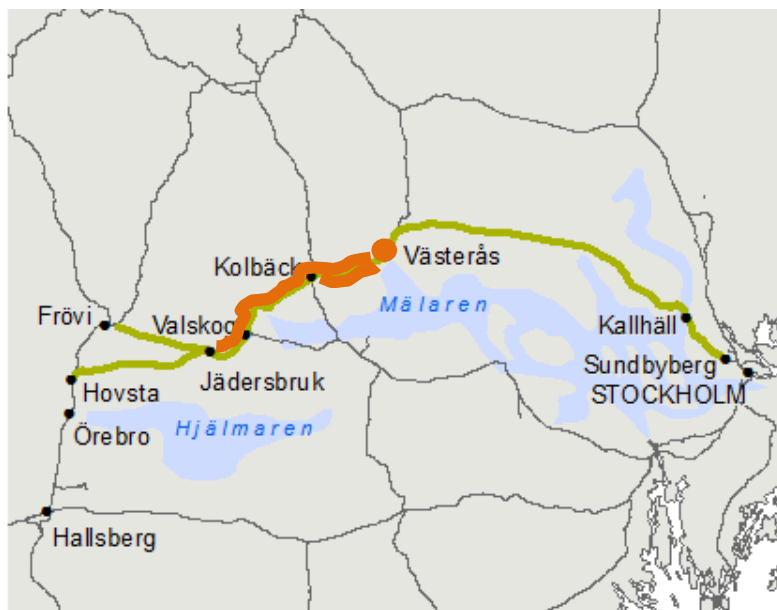 Västerås
Kolbäck
Mälaren
Frövi
Valskog
Kallhäll
Jädersbruk
Sundbyberg
Hovsta
STOCKHOLM
Örebro
Hjälmaren
Hallsberg